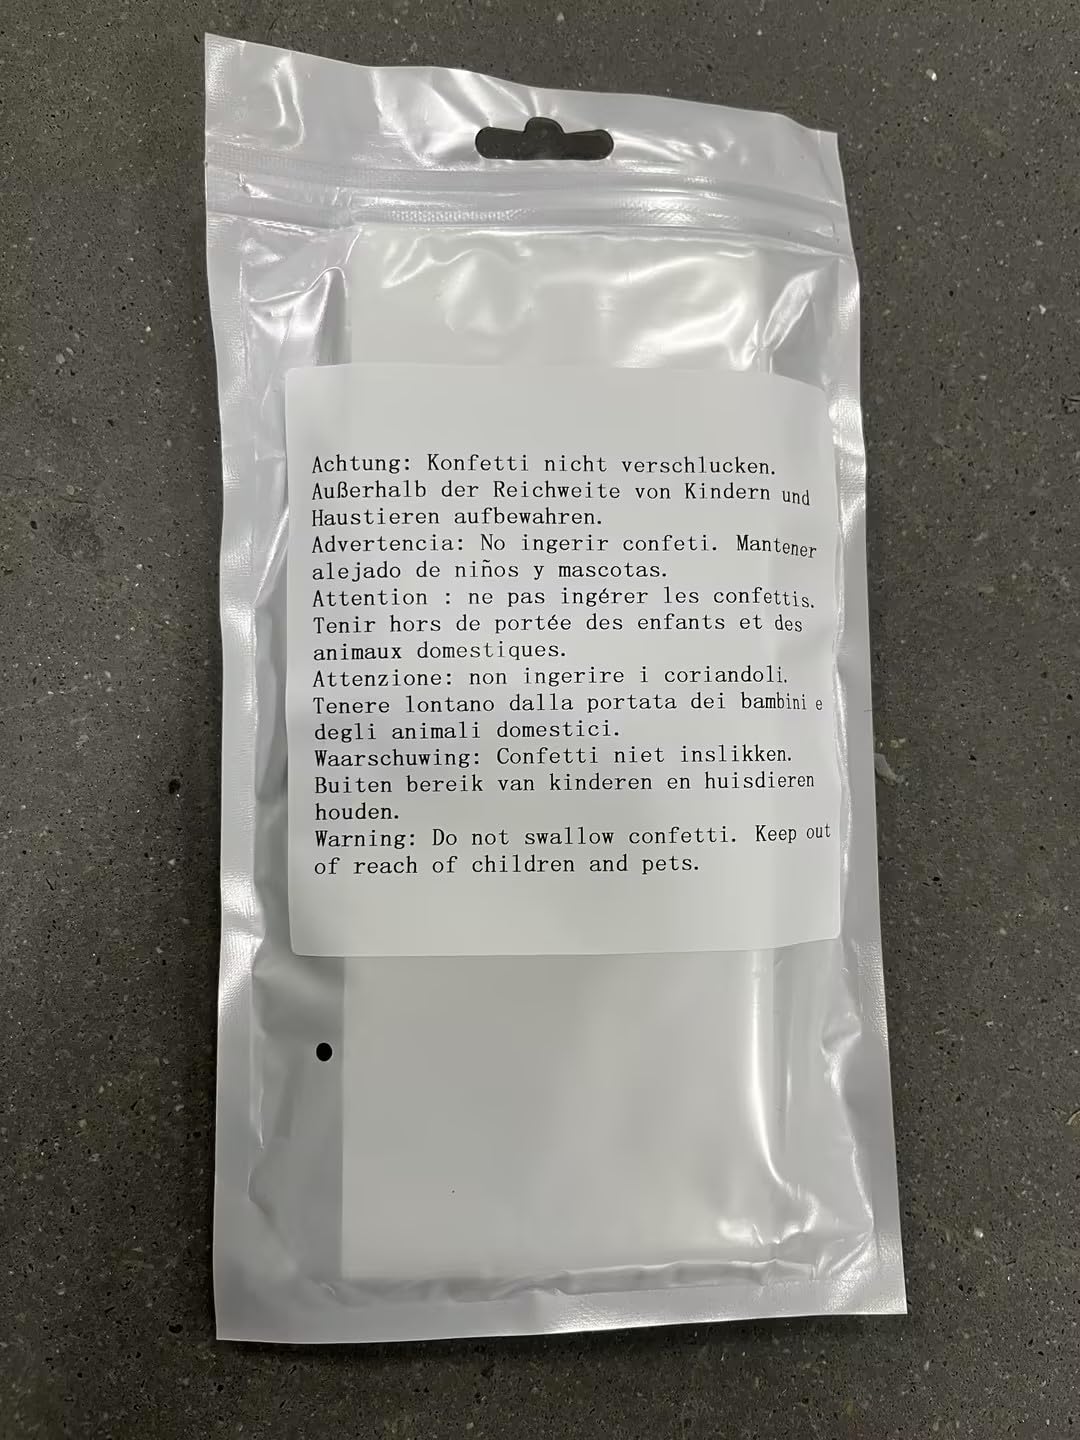 Achtung: Konfetti nicht verschlucken.
Außerhalb der Reichweite von Kindern und
Haustieren aufbewahren.
Advertencia: No ingerir confeti. Mantener
alejado de niños y mascotas.
Attention : ne pas ingérer les confettis.
Tenir hors de portée des enfants et des
animaux domestiques.
Attenzione: non ingerire i coriandoli.
Tenere lontano dalla portata dei bambini e
degli animali domestici.
Waarschuwing: Confetti niet inslikken.
Buiten bereik van kinderen en huisdieren
houden.
Warning: Do not swallow confetti. Keep out
of reach of children and pets.